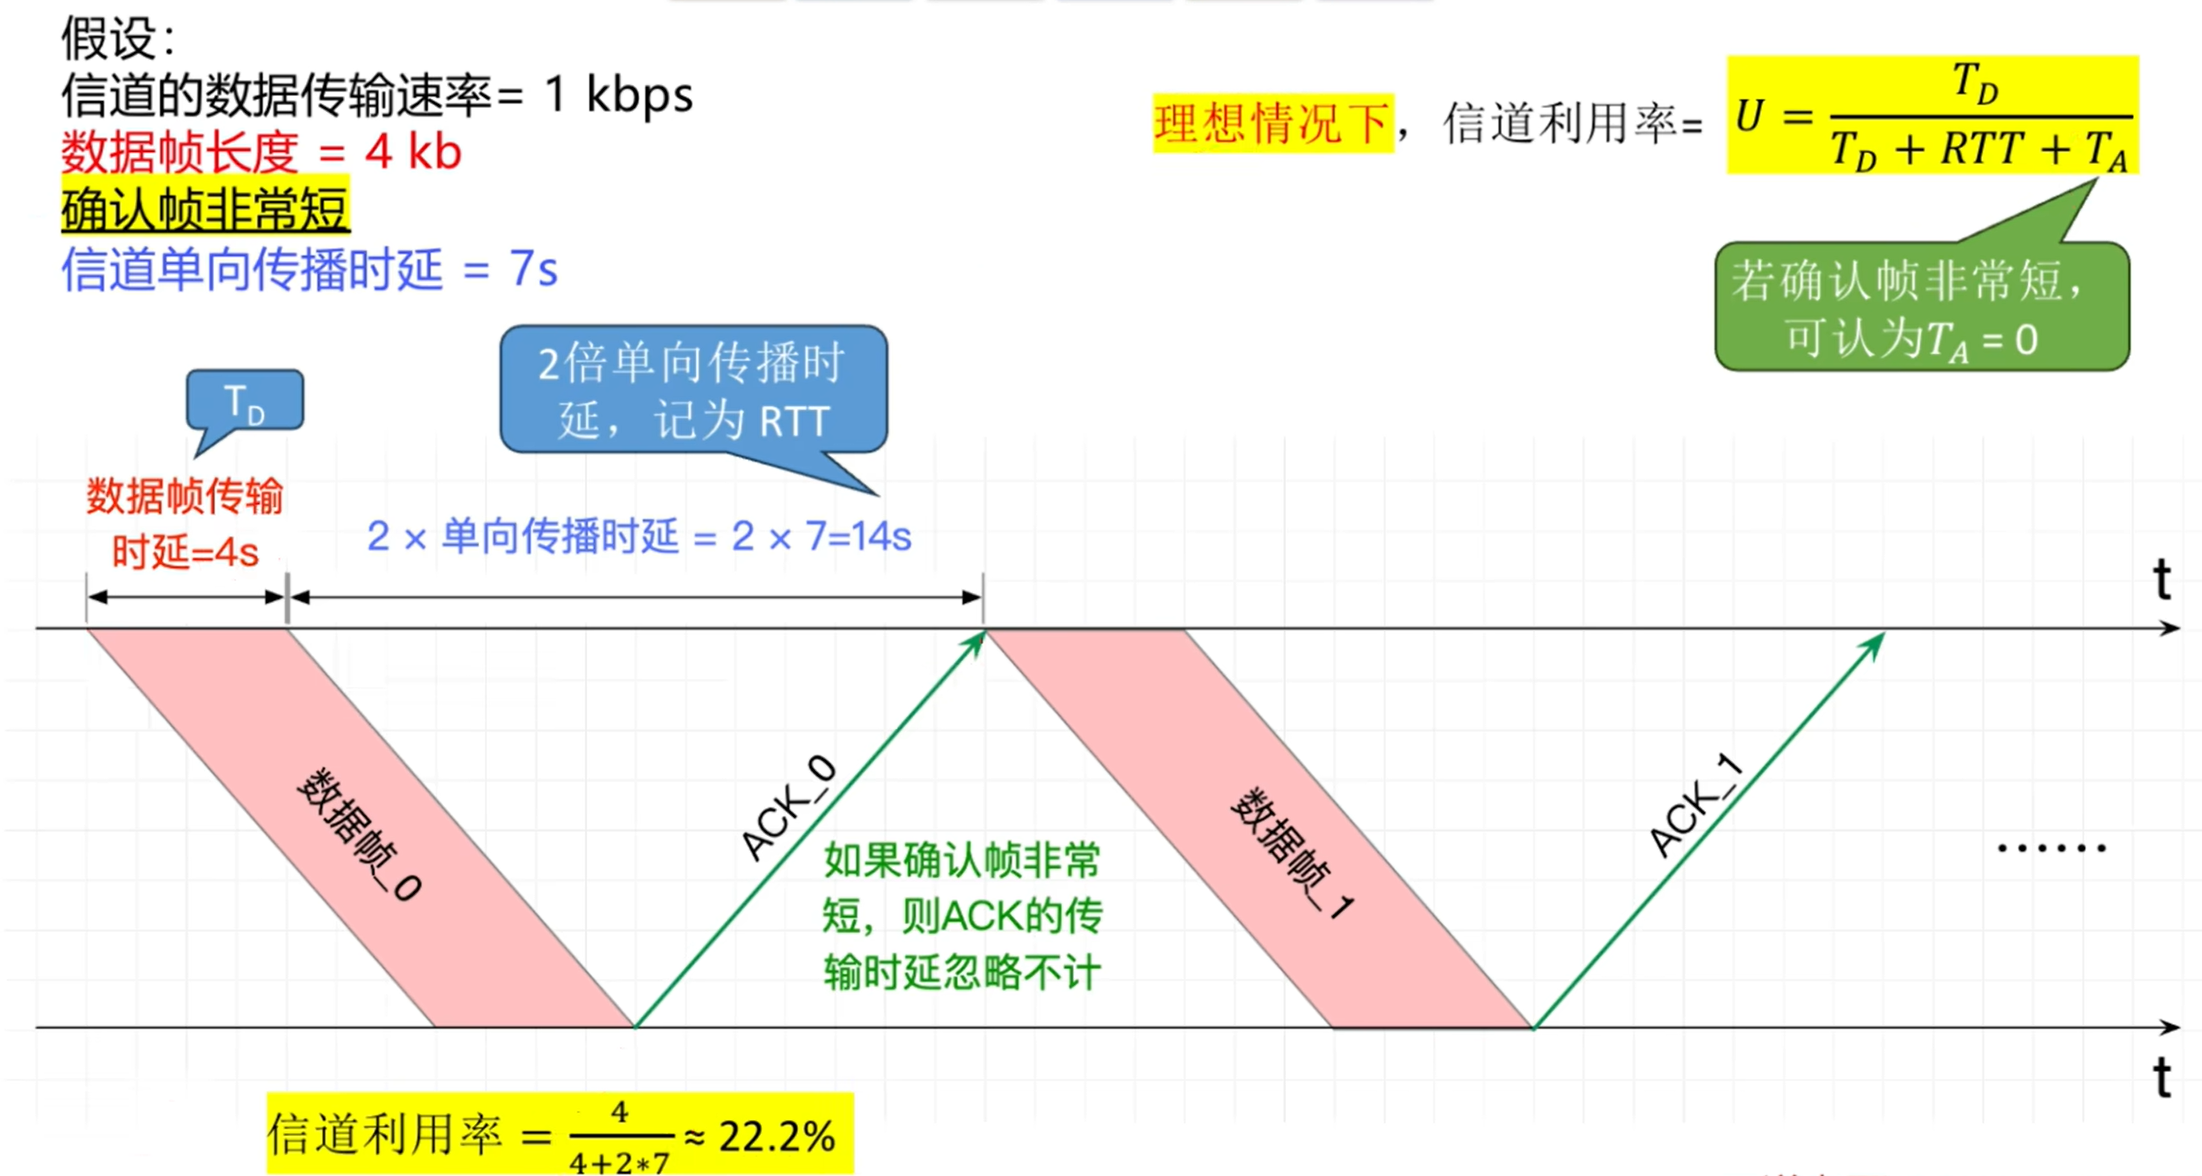 假设：
信道的数据传输速率= 1 kbps
数据帧长度 = 4 kb
确认帧非常短
信道单向传播时延 = 7s
理想情况下，信道利用率= U = T_D / (T_D + RTT + T_A)
若确认帧非常短，
可认为T_A = 0
T_D
2倍单向传播时
延，记为 RTT
数据帧传输
时延=4s
2 × 单向传播时延 = 2 × 7=14s
t
数据帧_0
ACK_0
如果确认帧非常
短，则ACK的传
输时延忽略不计
数据帧_1
ACK_1
······
t
信道利用率 = 4 / (4+2*7) ≈ 22.2%